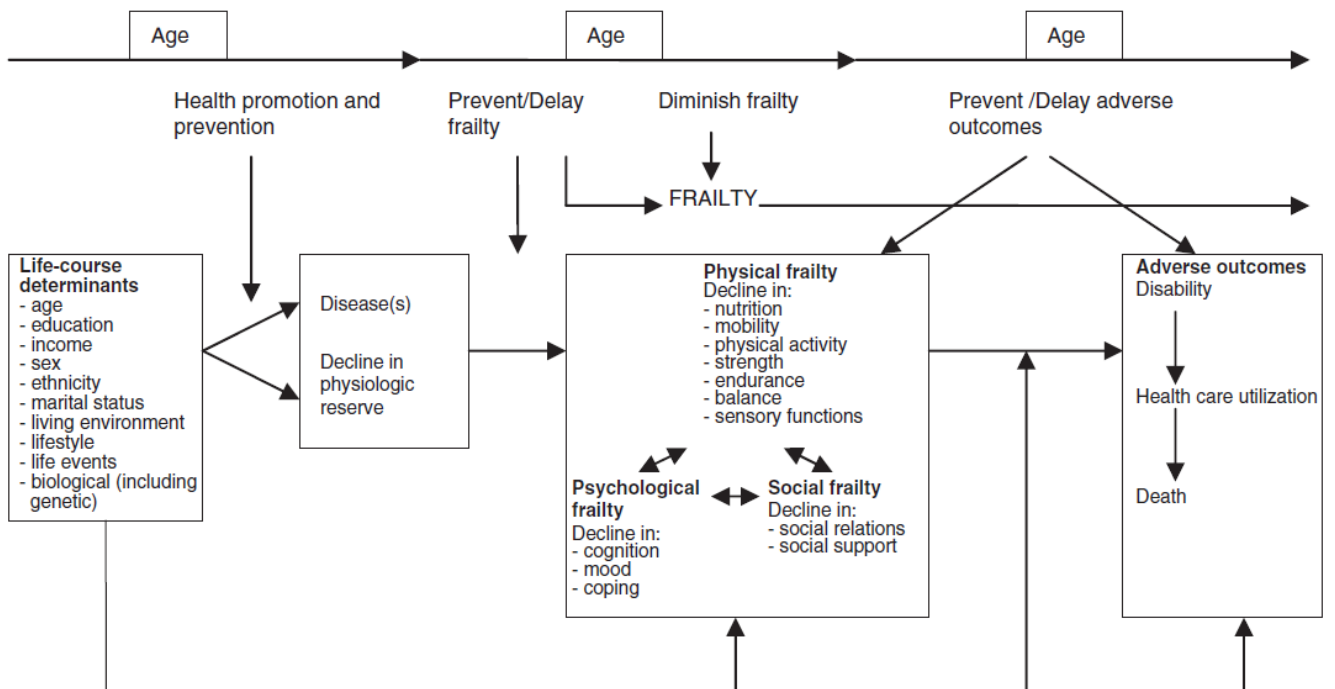 Age
Age
Age
Health promotion and
prevention
Prevent/Delay
frailty
Diminish frailty
Prevent /Delay adverse
outcomes
FRAILTY
Life-course
determinants
- age
- education
- income
- sex
- ethnicity
- marital status
- living environment
- lifestyle
- life events
- biological (including
genetic)
Disease(s)
Decline in
physiologic
reserve
Physical frailty
Decline in:
- nutrition
- mobility
- physical activity
- strength
- endurance
- balance
- sensory functions
Psychological
frailty
Decline in:
- cognition
- mood
- coping
Social frailty
Decline in:
- social relations
- social support
Adverse outcomes
Disability
Health care utilization
Death